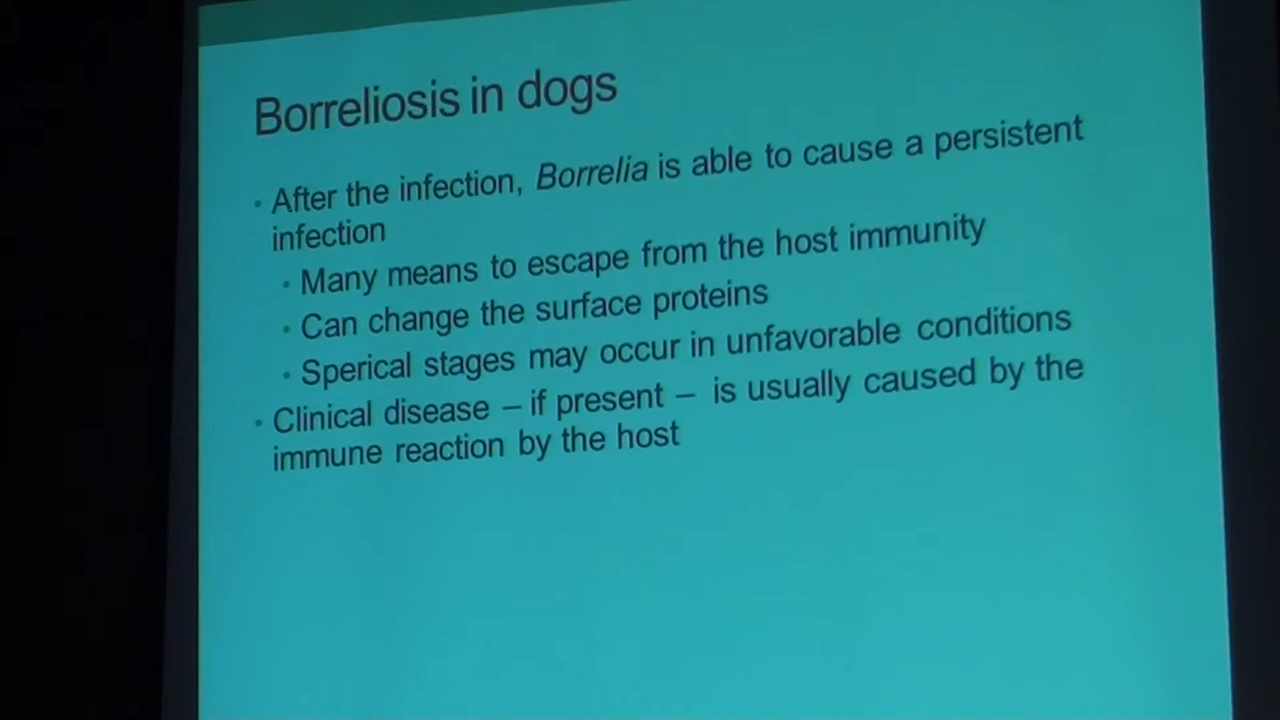 Borreliosis in dogs
• After the infection, Borrelia is able to cause a persistent
infection
• Many means to escape from the host immunity
• Can change the surface proteins
• Sperical stages may occur in unfavorable conditions
• Clinical disease – if present – is usually caused by the
immune reaction by the host